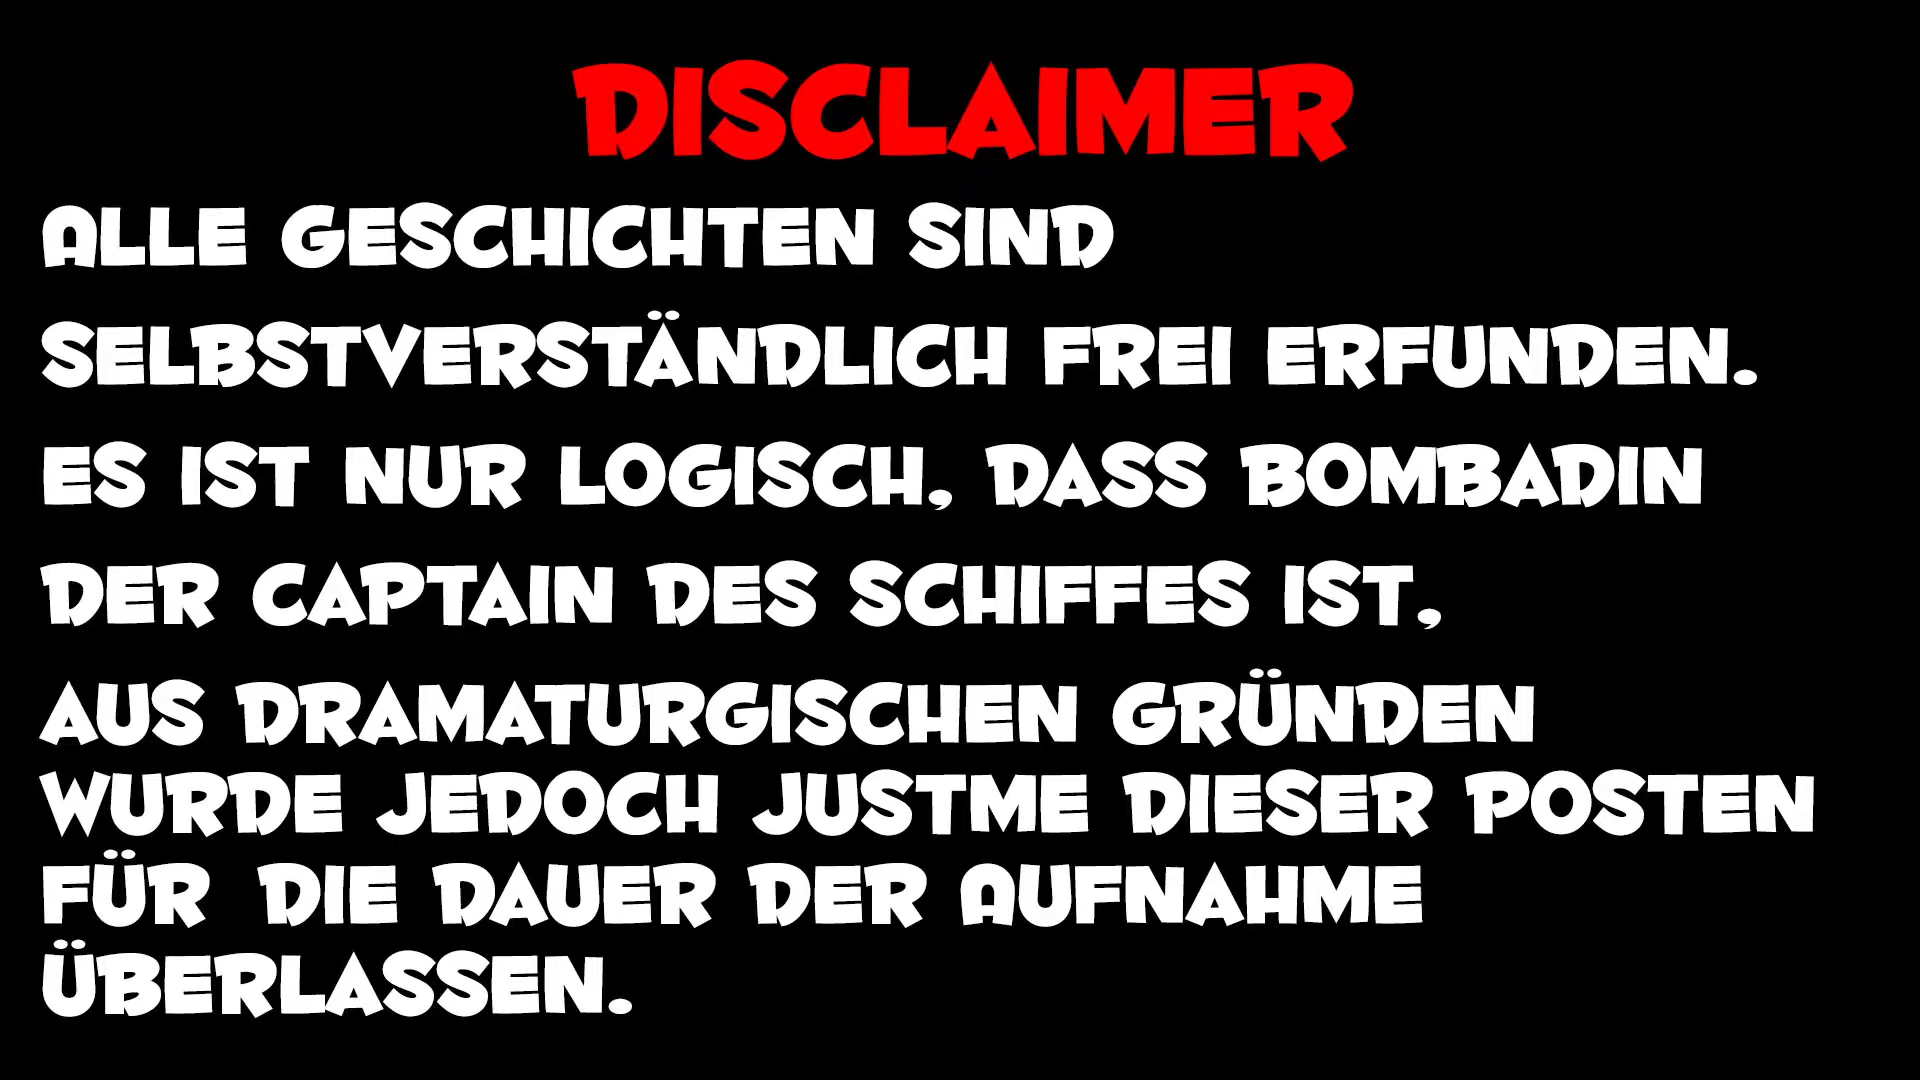 DISCLAIMER
ALLE GESCHICHTEN SIND
SELBSTVERSTÄNDLICH FREI ERFUNDEN.
ES IST NUR LOGISCH, DASS BOMBADIN
DER CAPTAIN DES SCHIFFES IST,
AUS DRAMATURGISCHEN GRÜNDEN
WURDE JEDOCH JUSTME DIESER POSTEN
FÜR DIE DAUER DER AUFNAHME
ÜBERLASSEN.